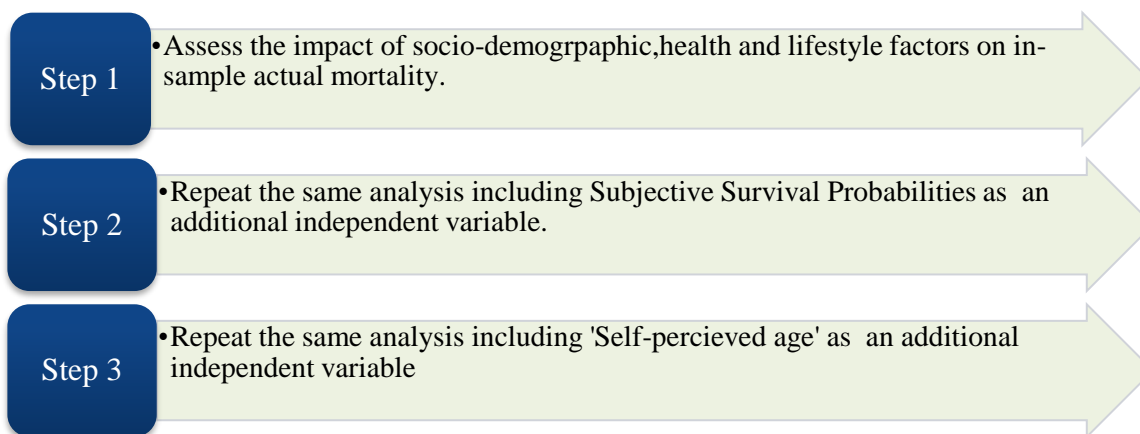 Step 1
•Assess the impact of socio-demogrpaphic,health and lifestyle factors on in-
sample actual mortality.
Step 2
•Repeat the same analysis including Subjective Survival Probabilities as an
additional independent variable.
Step 3
•Repeat the same analysis including 'Self-percieved age' as an additional
independent variable